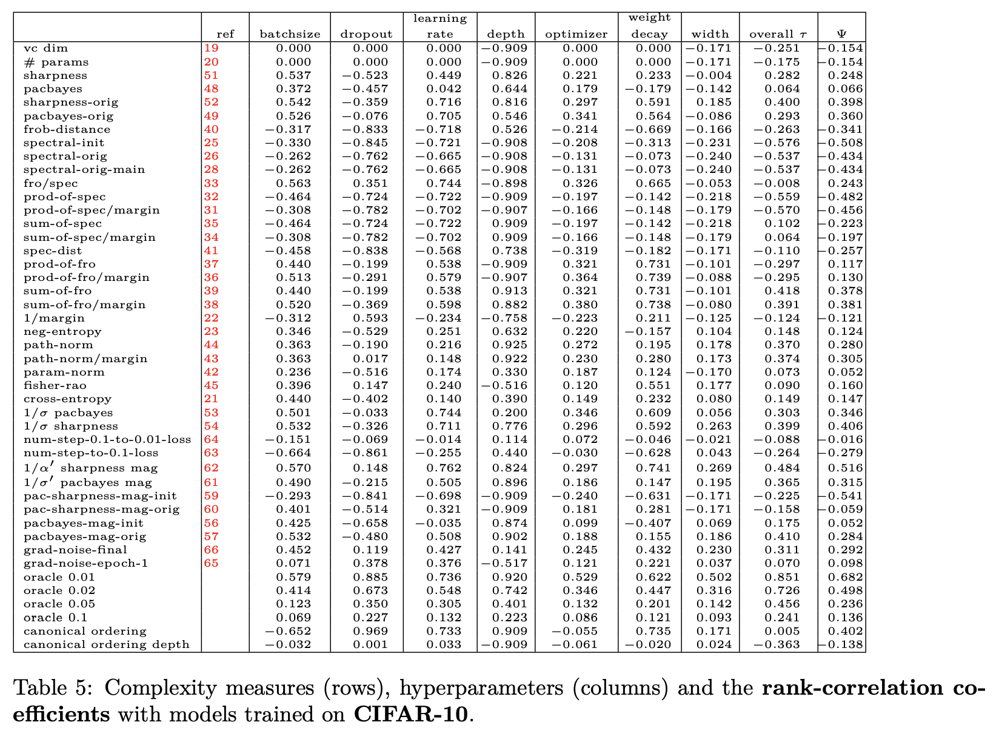 learning weight
ref batchsize dropout rate depth optimizer decay width overall τ Ψ
vc dim 19 0.000 0.000 0.000 −0.909 0.000 0.000 −0.171 −0.251 −0.154
# params 20 0.000 0.000 0.000 −0.909 0.000 0.000 −0.171 −0.175 −0.154
sharpness 51 0.537 −0.523 0.449 0.826 0.221 0.233 −0.004 0.282 0.248
pacbayes 48 0.372 −0.457 0.042 0.644 0.179 −0.179 −0.142 0.064 0.066
sharpness-orig 52 0.542 −0.359 0.716 0.816 0.297 0.591 0.185 0.400 0.398
pacbayes-orig 49 0.526 −0.076 0.705 0.546 0.341 0.564 −0.086 0.293 0.360
frob-distance 40 −0.317 −0.833 −0.718 0.526 −0.214 −0.669 −0.166 −0.263 −0.341
spectral-init 25 −0.330 −0.845 −0.721 −0.908 −0.208 −0.313 −0.231 −0.576 −0.508
spectral-orig 26 −0.262 −0.762 −0.665 −0.908 −0.131 −0.073 −0.240 −0.537 −0.434
spectral-orig-main 28 −0.262 −0.762 −0.665 −0.908 −0.131 −0.073 −0.240 −0.537 −0.434
fro/spec 33 0.563 0.351 0.744 −0.898 0.326 0.665 −0.053 −0.008 0.243
prod-of-spec 32 −0.464 −0.724 −0.722 −0.909 −0.197 −0.142 −0.218 −0.559 −0.482
prod-of-spec/margin 31 −0.308 −0.782 −0.702 −0.907 −0.166 −0.148 −0.179 −0.570 −0.456
sum-of-spec 35 −0.464 −0.724 −0.722 0.909 −0.197 −0.142 −0.218 0.102 −0.223
sum-of-spec/margin 34 −0.308 −0.782 −0.702 0.909 −0.166 −0.148 −0.179 0.064 −0.197
spec-dist 41 −0.458 −0.838 −0.568 0.738 −0.319 −0.182 −0.171 −0.110 −0.257
prod-of-fro 37 0.440 −0.199 0.538 −0.909 0.321 0.731 −0.101 −0.297 0.117
prod-of-fro/margin 36 0.513 −0.291 0.579 −0.907 0.364 0.739 −0.088 −0.295 0.130
sum-of-fro 39 0.440 −0.199 0.538 0.913 0.321 0.731 −0.101 0.418 0.378
sum-of-fro/margin 38 0.520 −0.369 0.598 0.882 0.380 0.738 −0.080 0.391 0.381
1/margin 22 −0.312 0.593 −0.234 −0.758 −0.223 0.211 −0.125 −0.124 −0.121
neg-entropy 23 0.346 −0.529 0.251 0.632 0.220 −0.157 0.104 0.148 0.124
path-norm 44 0.363 −0.190 0.216 0.925 0.272 0.195 0.178 0.370 0.280
path-norm/margin 43 0.363 0.017 0.148 0.922 0.230 0.280 0.173 0.374 0.305
param-norm 42 0.236 −0.516 0.174 0.330 0.187 0.124 −0.170 0.073 0.052
fisher-rao 45 0.396 0.147 0.240 −0.516 0.120 0.551 0.177 0.090 0.160
cross-entropy 21 0.440 −0.402 0.140 0.390 0.149 0.232 0.080 0.149 0.147
1/σ pacbayes 53 0.501 −0.033 0.744 0.200 0.346 0.609 0.056 0.303 0.346
1/σ sharpness 54 0.532 −0.326 0.711 0.776 0.296 0.592 0.263 0.399 0.406
num-step-0.1-to-0.01-loss 64 −0.151 −0.069 −0.014 0.114 0.072 −0.046 −0.021 −0.088 −0.016
num-step-to-0.1-loss 63 −0.664 −0.861 −0.255 0.440 −0.030 −0.628 0.043 −0.264 −0.279
1/α′ sharpness mag 62 0.570 0.148 0.762 0.824 0.297 0.741 0.269 0.484 0.516
1/σ′ pacbayes mag 61 0.490 −0.215 0.505 0.896 0.186 0.147 0.195 0.365 0.315
pac-sharpness-mag-init 59 −0.293 −0.841 −0.698 −0.909 −0.240 −0.631 −0.171 −0.225 −0.541
pac-sharpness-mag-orig 60 0.401 −0.514 0.321 −0.909 0.181 0.281 −0.171 −0.158 −0.059
pacbayes-mag-init 56 0.425 −0.658 −0.035 0.874 0.099 −0.407 0.069 0.175 0.052
pacbayes-mag-orig 57 0.532 −0.480 0.508 0.902 0.188 0.155 0.186 0.410 0.284
grad-noise-final 66 0.452 0.119 0.427 0.141 0.245 0.432 0.230 0.311 0.292
grad-noise-epoch-1 65 0.071 0.378 0.376 −0.517 0.121 0.221 0.037 0.070 0.098
oracle 0.01 0.579 0.885 0.736 0.920 0.529 0.622 0.502 0.851 0.682
oracle 0.02 0.414 0.673 0.548 0.742 0.346 0.447 0.316 0.726 0.498
oracle 0.05 0.123 0.350 0.305 0.401 0.132 0.201 0.142 0.456 0.236
oracle 0.1 0.069 0.227 0.132 0.223 0.086 0.121 0.093 0.241 0.136
canonical ordering −0.652 0.969 0.733 0.909 −0.055 0.735 0.171 0.005 0.402
canonical ordering depth −0.032 0.001 0.033 −0.909 −0.061 −0.020 0.024 −0.363 −0.138
Table 5: Complexity measures (rows), hyperparameters (columns) and the rank-correlation co-
efficients with models trained on CIFAR-10.